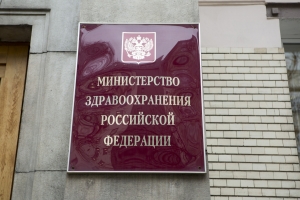 МИНИСТЕРСТВО
ЗДРАВООХРАНЕНИЯ
РОССИЙСКОЙ
ФЕДЕРАЦИИ